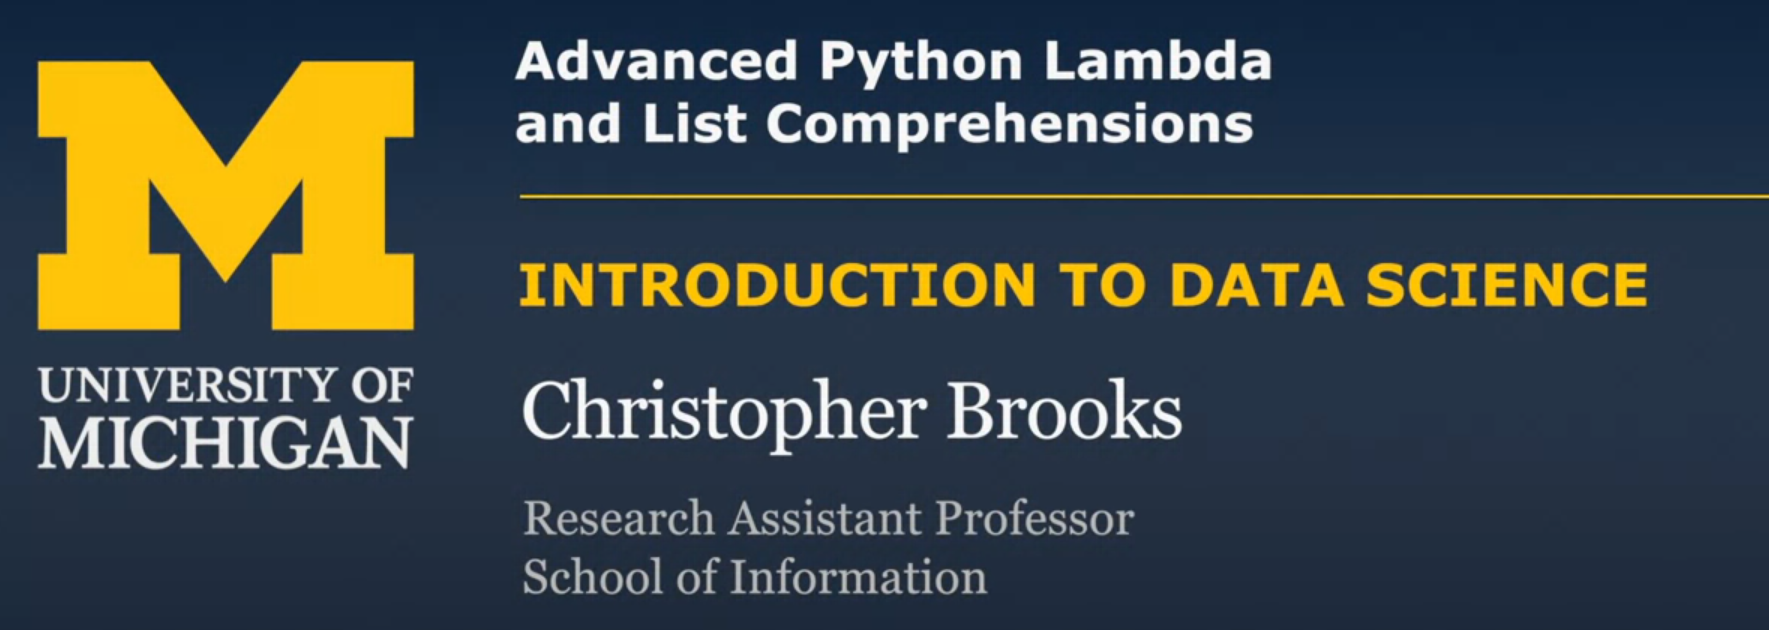 M
UNIVERSITY OF
MICHIGAN
Advanced Python Lambda
and List Comprehensions
INTRODUCTION TO DATA SCIENCE
Christopher Brooks
Research Assistant Professor
School of Information